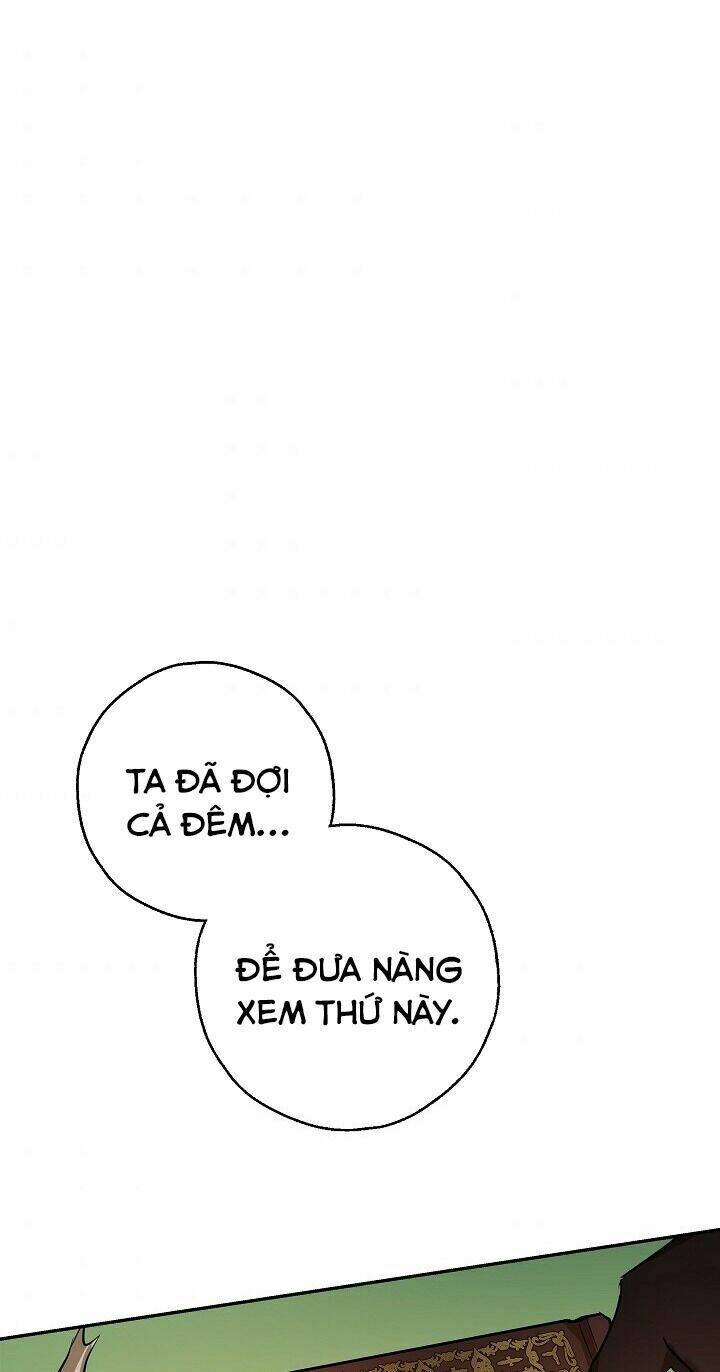 TA ĐÃ ĐỢI
CẢ ĐÊM...
ĐỂ ĐƯA NÀNG
XEM THỨ NÀY.